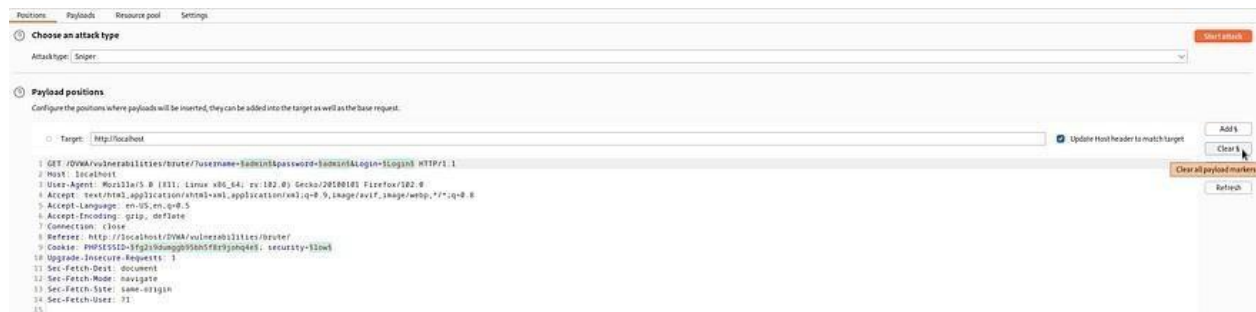 Positions Payloads Resource pool Settings
Choose an attack type
Start attack
Attack type: Sniper
Payload positions
Configure the positions where payloads will be inserted, they can be added into the target as well as the base request.
Target: http://localhost
Update Host header to match target
Add §
Clear §
Clear all payload markers
Refresh
1 GET /DVWA/vulnerabilities/brute/?username=§admin§&password=§admin§&Login=§Login§ HTTP/1.1
2 Host: localhost
3 User-Agent: Mozilla/5.0 (X11; Linux x86_64; rv:102.0) Gecko/20100101 Firefox/102.0
4 Accept: text/html,application/xhtml+xml,application/xml;q=0.9,image/avif,image/webp,*/*;q=0.8
5 Accept-Language: en-US,en;q=0.5
6 Accept-Encoding: gzip, deflate
7 Connection: close
8 Referer: http://localhost/DVWA/vulnerabilities/brute/
9 Cookie: security=§low§
10 Upgrade-Insecure-Requests: 1
11 Sec-Fetch-Dest: document
12 Sec-Fetch-Mode: navigate
13 Sec-Fetch-Site: same-origin
14 Sec-Fetch-User: ?1
15